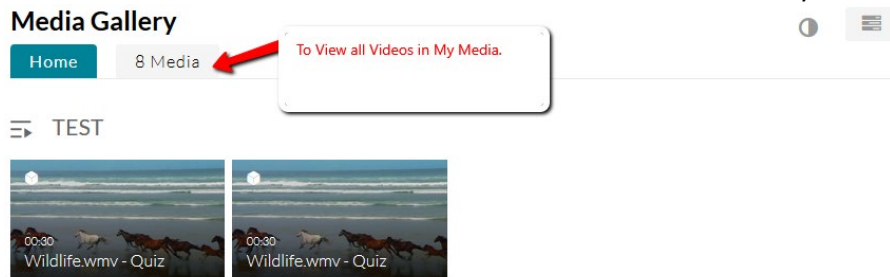 Media Gallery
To View all Videos in My Media.
Home 8 Media
TEST
00:30 00:30
Wildlife.wmv - Quiz Wildlife.wmv - Quiz